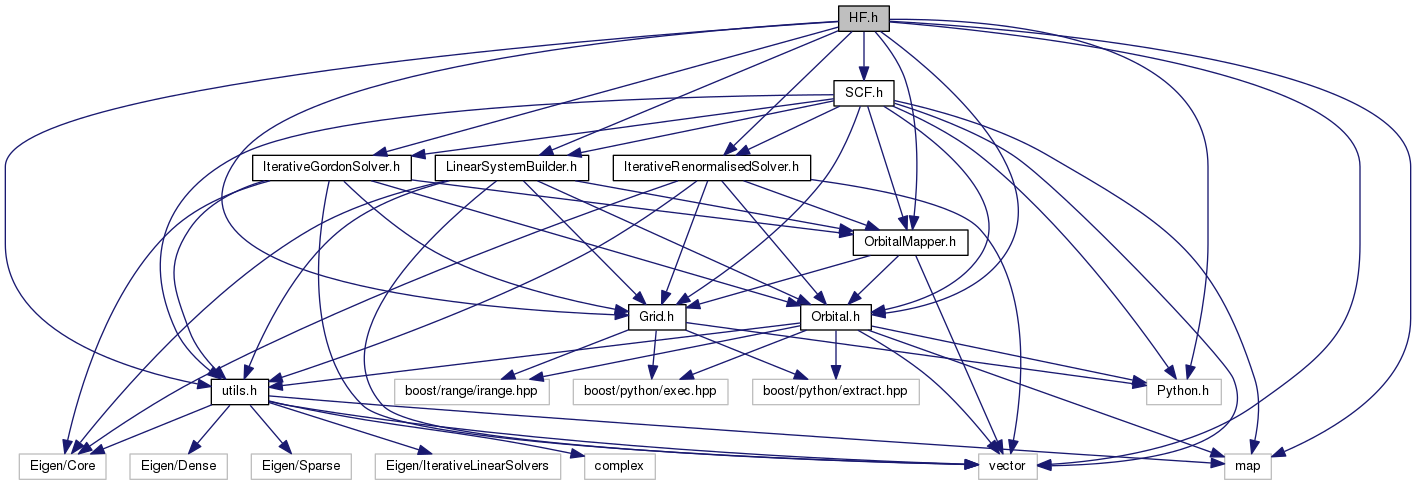 HF.h
SCF.h
IterativeGordonSolver.h
LinearSystemBuilder.h
IterativeRenormalisedSolver.h
OrbitalMapper.h
Grid.h
Orbital.h
utils.h
boost/range/irange.hpp
boost/python/exec.hpp
boost/python/extract.hpp
Python.h
Eigen/Core
Eigen/Dense
Eigen/Sparse
Eigen/IterativeLinearSolvers
complex
vector
map